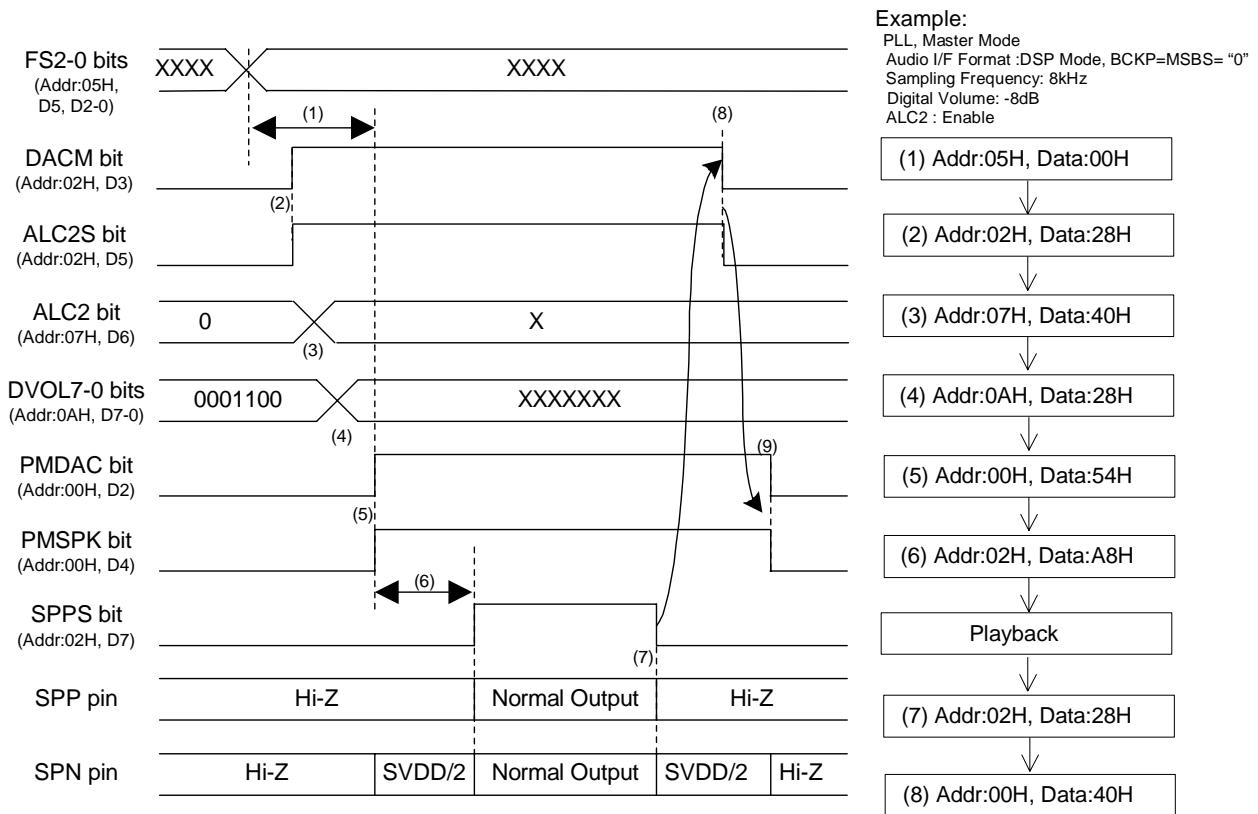 Example:
PLL, Master Mode
Audio I/F Format :DSP Mode, BCKP=MSBS= “0”
Sampling Frequency: 8kHz
Digital Volume: -8dB
ALC2 : Enable
FS2-0 bits
(Addr:05H,
D5, D2-0)
XXXX
XXXX
(1)
(8)
DACM bit
(Addr:02H, D3)
(2)
ALC2S bit
(Addr:02H, D5)
ALC2 bit
(Addr:07H, D6)
0
X
(3)
DVOL7-0 bits
(Addr:0AH, D7-0)
0001100
XXXXXXX
(4)
(9)
PMDAC bit
(Addr:00H, D2)
(5)
PMSPK bit
(Addr:00H, D4)
(6)
SPPS bit
(Addr:02H, D7)
(7)
SPP pin
Hi-Z
Normal Output
Hi-Z
SPN pin
Hi-Z
SVDD/2
Normal Output
SVDD/2
Hi-Z
(1) Addr:05H, Data:00H
(2) Addr:02H, Data:28H
(3) Addr:07H, Data:40H
(4) Addr:0AH, Data:28H
(5) Addr:00H, Data:54H
(6) Addr:02H, Data:A8H
Playback
(7) Addr:02H, Data:28H
(8) Addr:00H, Data:40H